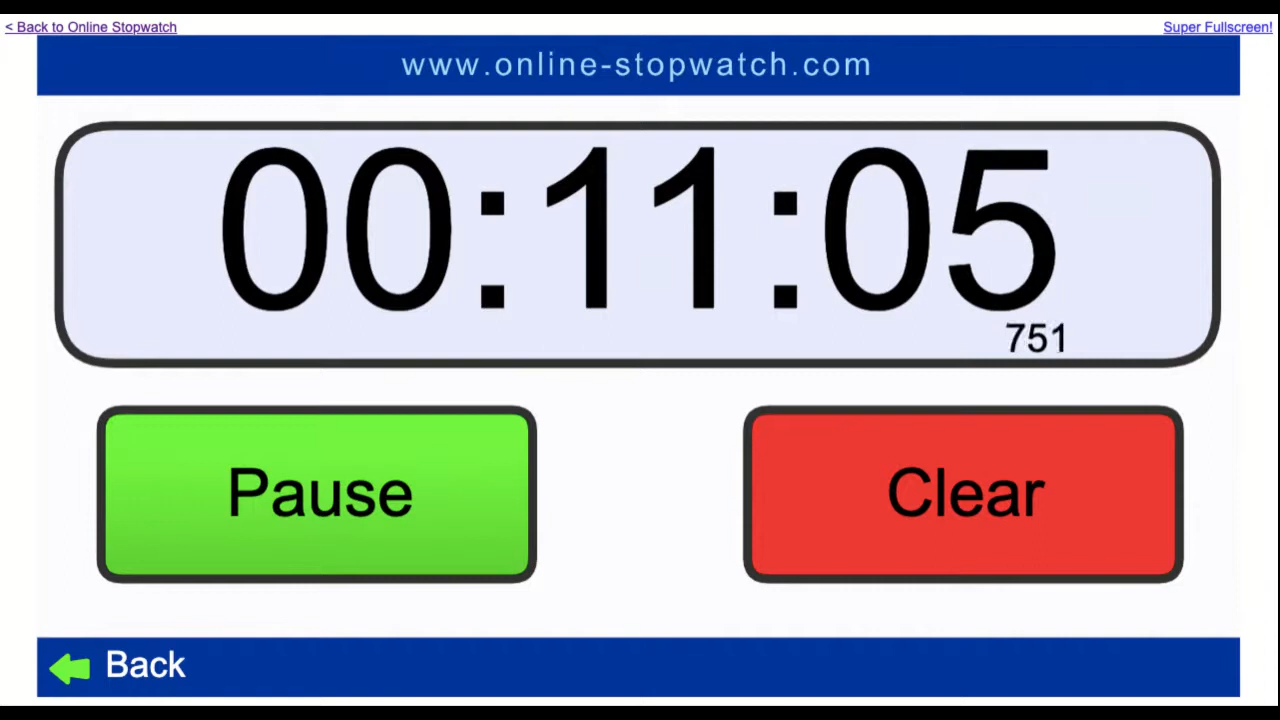 < Back to Online Stopwatch
Super Fullscreen!
www.online-stopwatch.com
00:11:05
751
Pause
Clear
Back